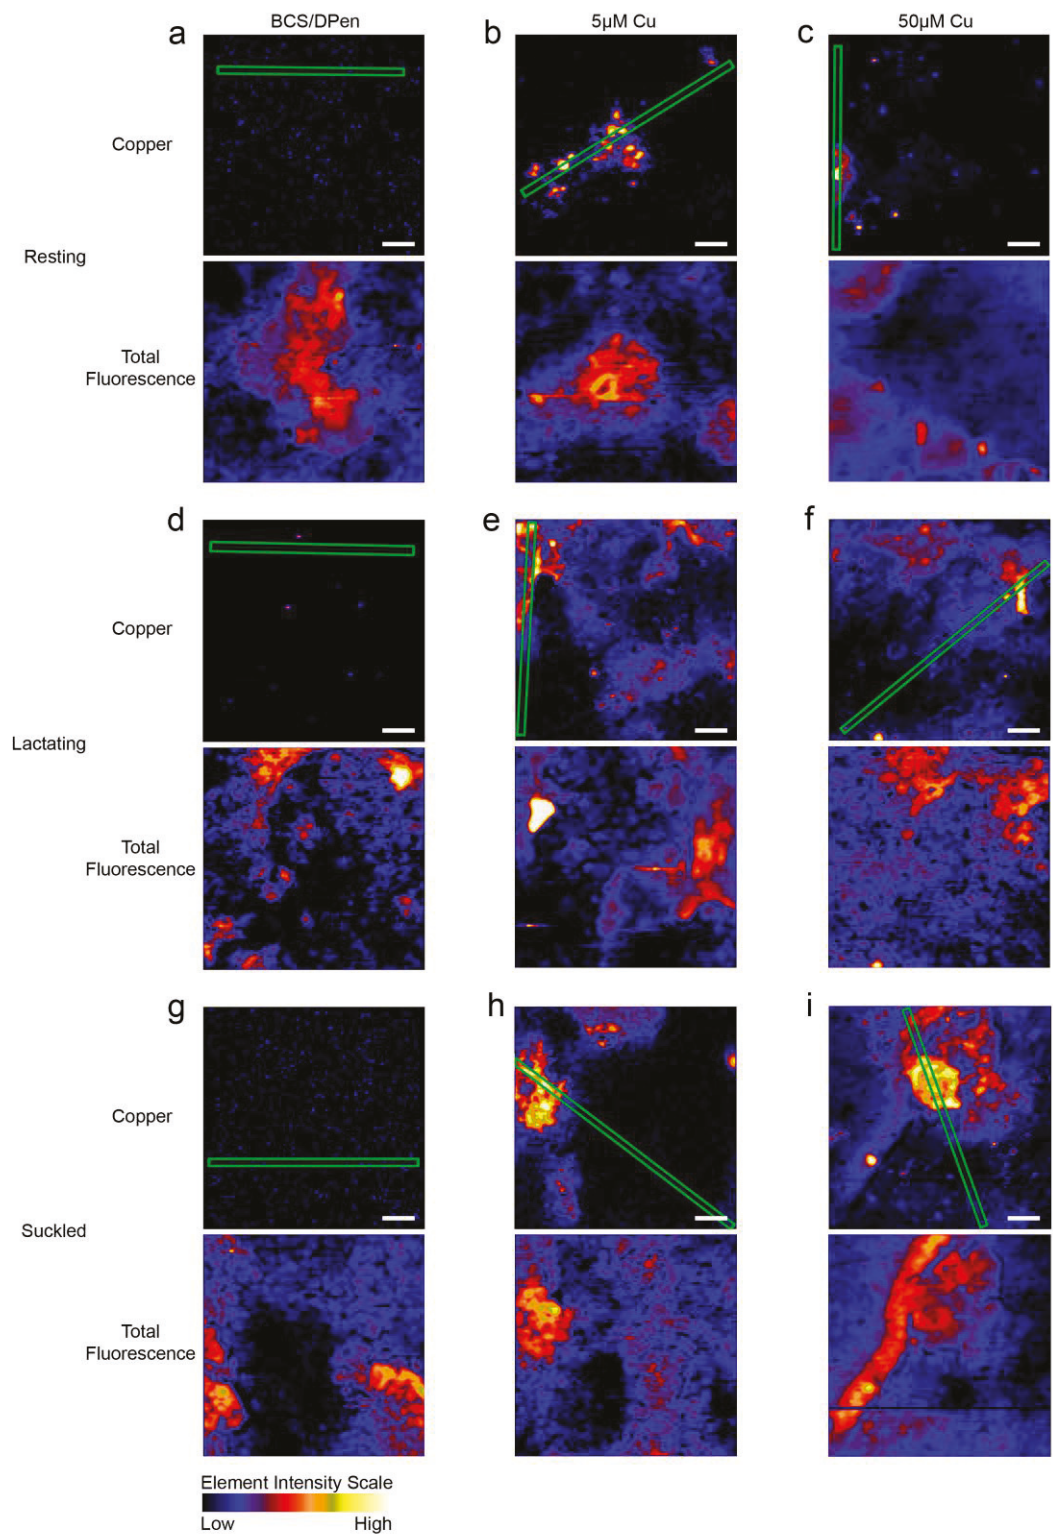 BCS/DPen
5µM Cu
50µM Cu
a
b
c
Copper
Resting
Total
Fluorescence
d
e
f
Copper
Lactating
Total
Fluorescence
g
h
i
Copper
Suckled
Total
Fluorescence
Element Intensity Scale
Low
High